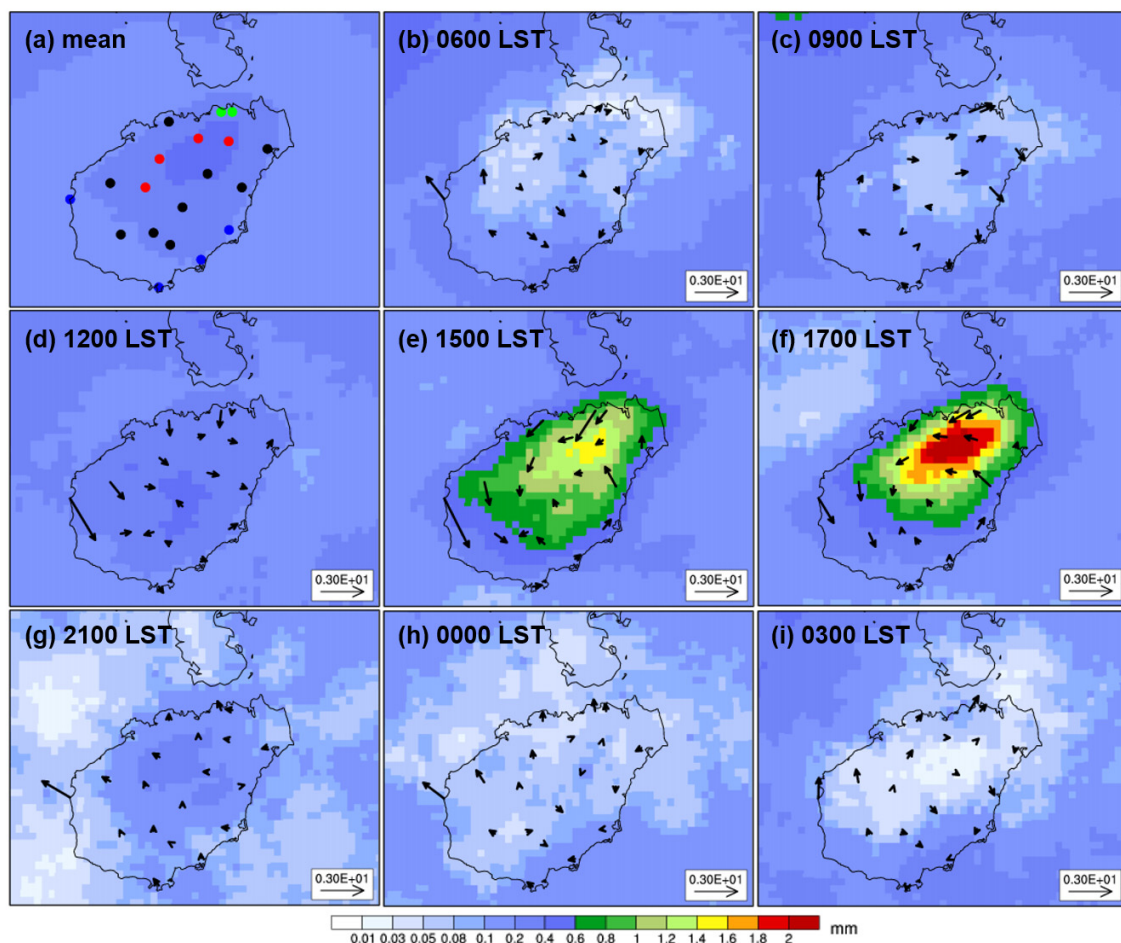 (a) mean
(b) 0600 LST
(c) 0900 LST
0.30E+01
0.30E+01
(d) 1200 LST
(e) 1500 LST
(f) 1700 LST
0.30E+01
0.30E+01
0.30E+01
(g) 2100 LST
(h) 0000 LST
(i) 0300 LST
0.30E+01
0.30E+01
0.30E+01
0.01 0.03 0.05 0.08 0.1 0.2 0.4 0.6 0.8 1 1.2 1.4 1.6 1.8 2 mm